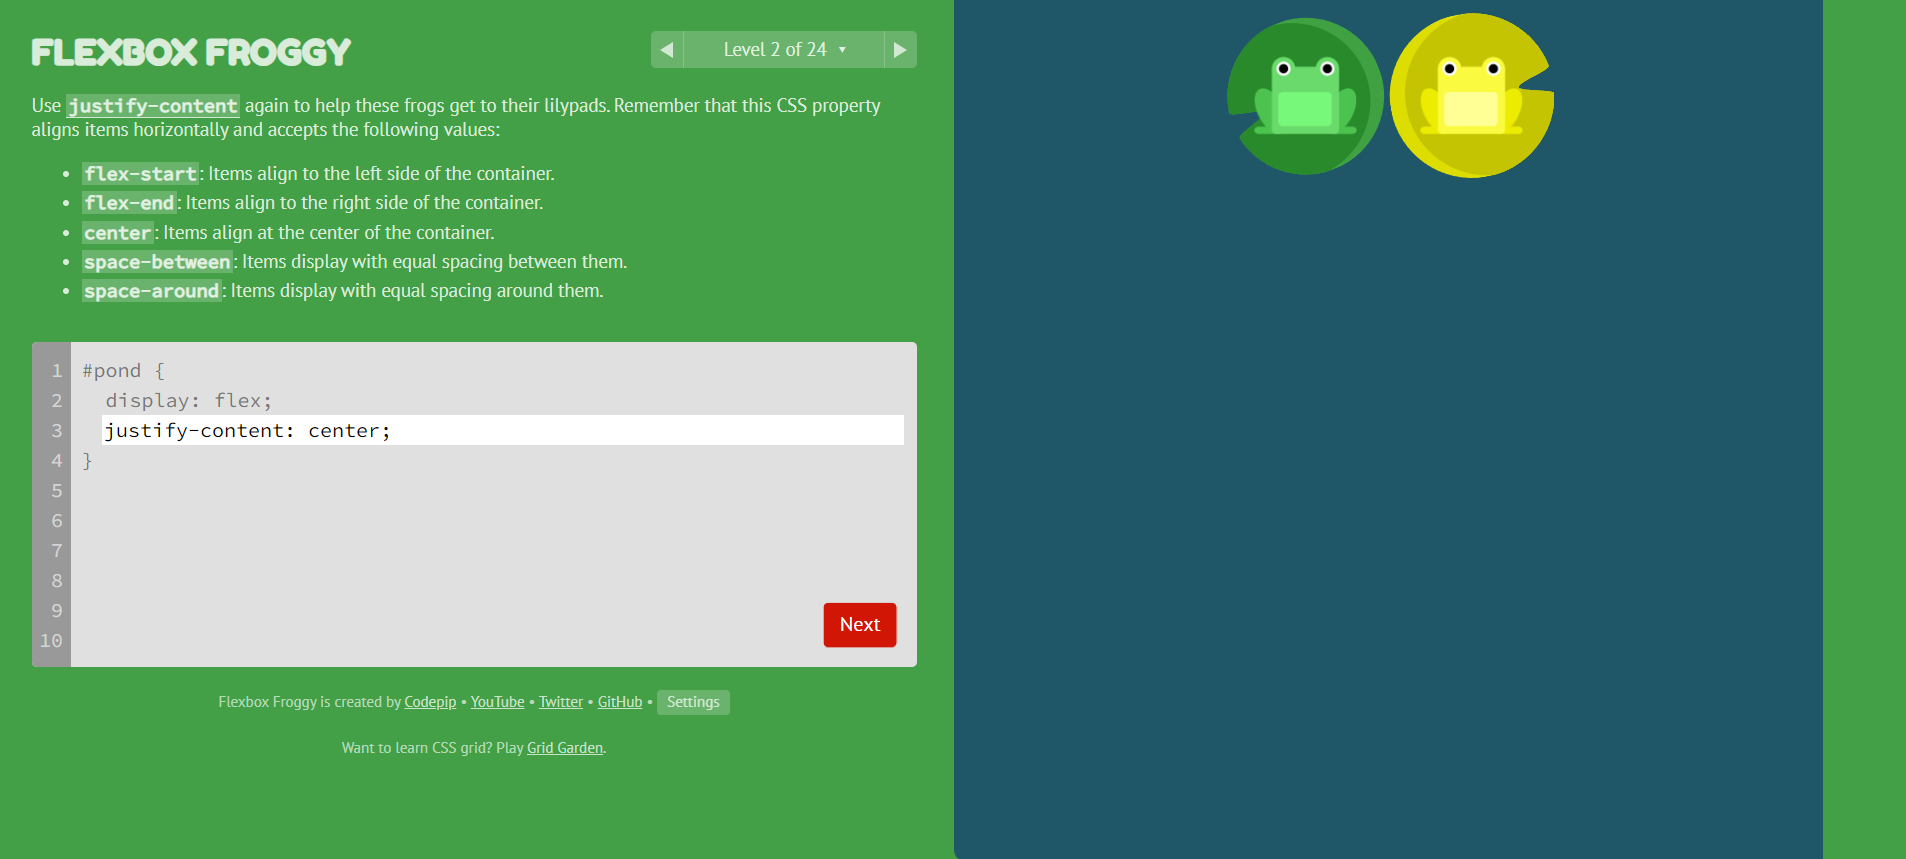 FLEXBOX FROGGY
Level 2 of 24
Use justify-content again to help these frogs get to their lilypads. Remember that this CSS property
aligns items horizontally and accepts the following values:
flex-start: Items align to the left side of the container.
flex-end: Items align to the right side of the container.
center: Items align at the center of the container.
space-between: Items display with equal spacing between them.
space-around: Items display with equal spacing around them.
1 #pond {
2 display: flex;
3 justify-content: center;
4 }
5
6
7
8
9
10
Next
Flexbox Froggy is created by Codepip • YouTube • Twitter • GitHub • Settings
Want to learn CSS grid? Play Grid Garden.